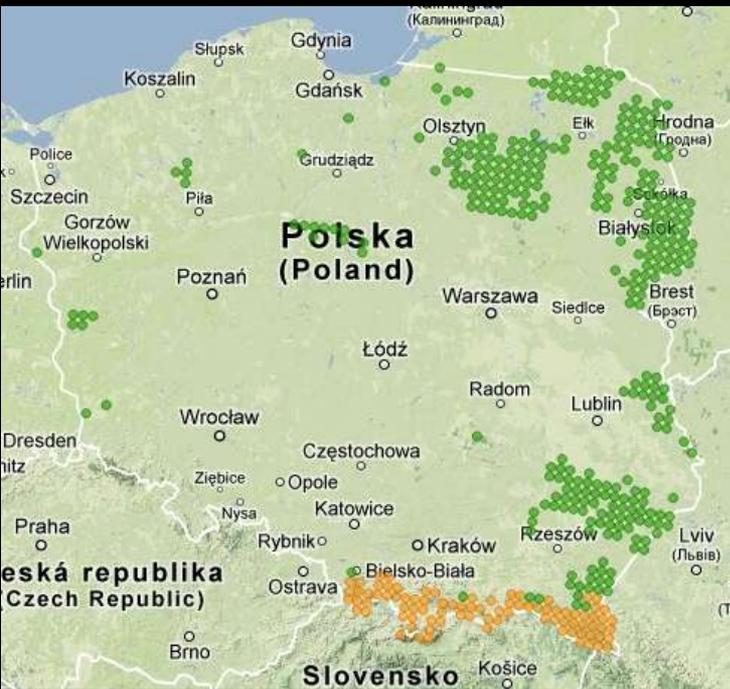 (Калининград)
Gdynia
Słupsk
Koszalin
Gdańsk
Olsztyn
Ełk
Hrodna
(Гродна)
Police
Grudziądz
Szczecin
Piła
Sokółka
Gorzów
Wielkopolski
Białystok
Polska
(Poland)
erlin
Poznań
Warszawa
Siedlce
Brest
(Брэст)
Łódź
Radom
Lublin
Wrocław
Dresden
nitz
Częstochowa
Ziębice
Opole
Nysa
Katowice
Praha
Rybnik
Kraków
Rzeszów
Lviv
(Львів)
eská republika
(Czech Republic)
Ostrava
Bielsko-Biała
Brno
Slovensko
Košice